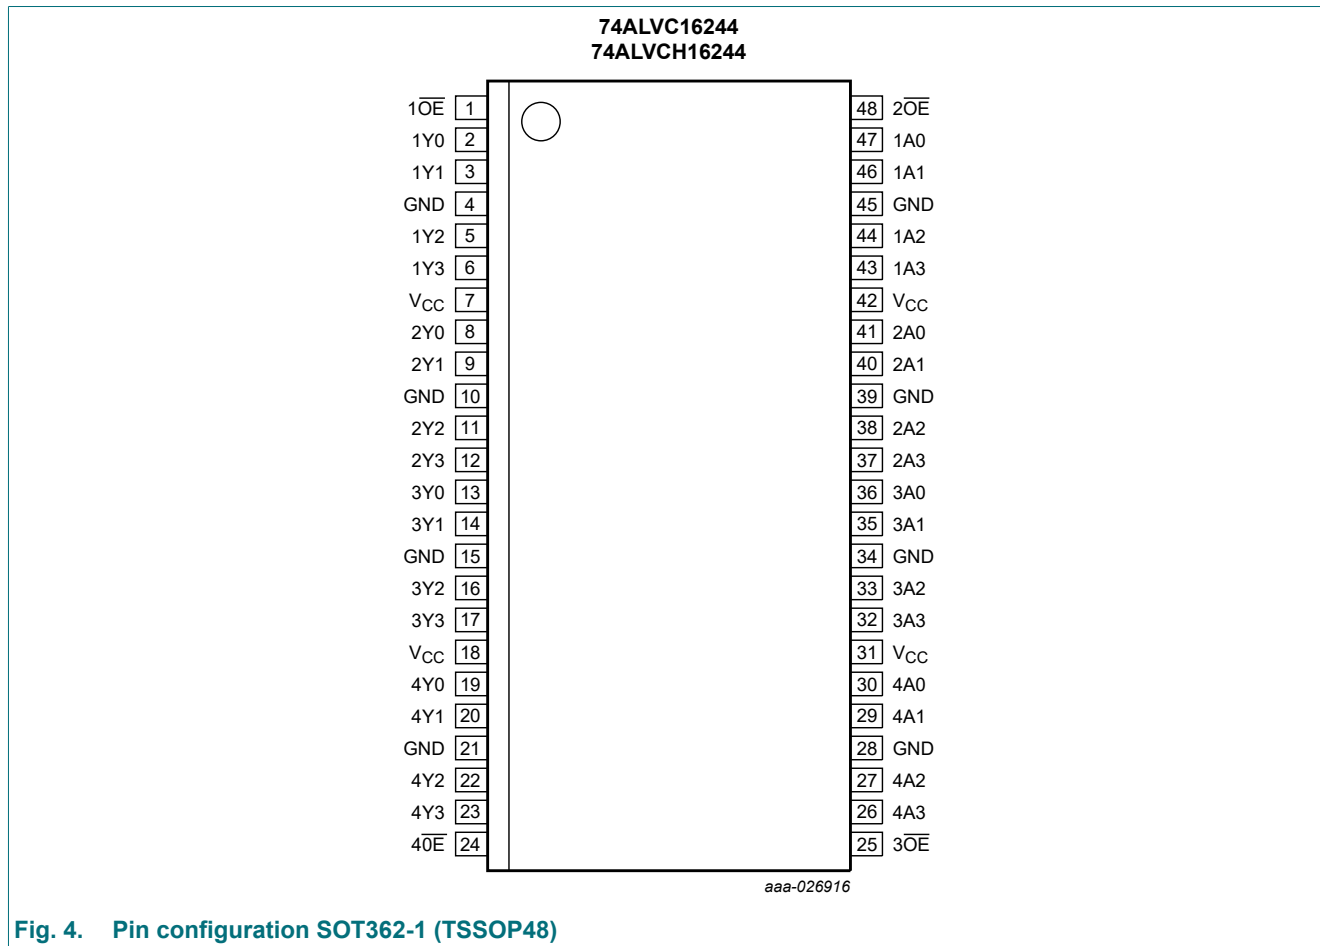 74ALVC16244
74ALVCH16244
1O̅E̅ 1 48 2O̅E̅
1Y0 2 47 1A0
1Y1 3 46 1A1
GND 4 45 GND
1Y2 5 44 1A2
1Y3 6 43 1A3
VCC 7 42 VCC
2Y0 8 41 2A0
2Y1 9 40 2A1
GND 10 39 GND
2Y2 11 38 2A2
2Y3 12 37 2A3
3Y0 13 36 3A0
3Y1 14 35 3A1
GND 15 34 GND
3Y2 16 33 3A2
3Y3 17 32 3A3
VCC 18 31 VCC
4Y0 19 30 4A0
4Y1 20 29 4A1
GND 21 28 GND
4Y2 22 27 4A2
4Y3 23 26 4A3
40̅E̅ 24 25 3O̅E̅
aaa-026916
Fig. 4. Pin configuration SOT362-1 (TSSOP48)